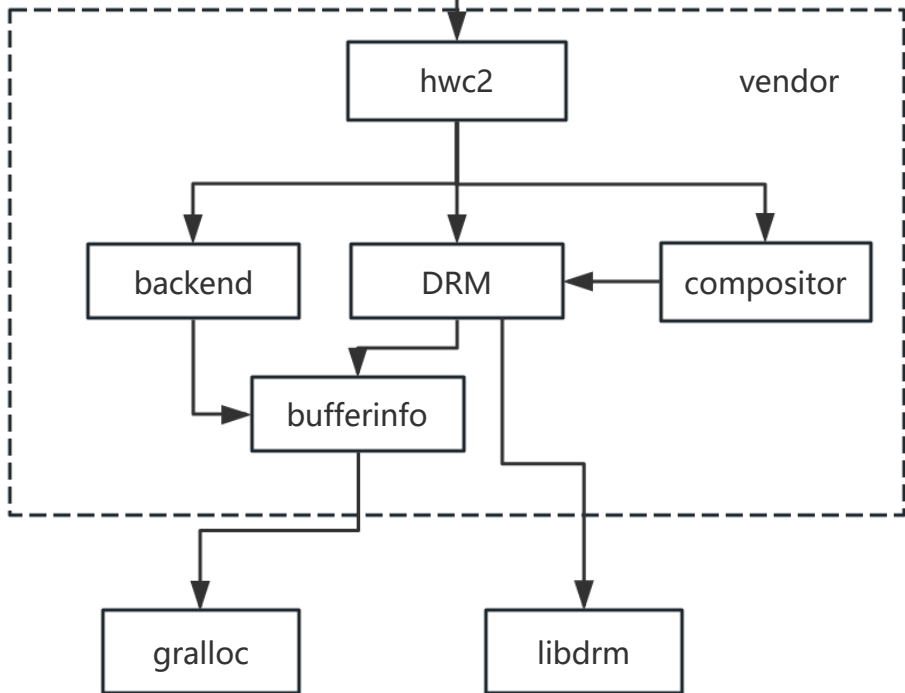 hwc2
vendor
backend
DRM
compositor
bufferinfo
gralloc
libdrm